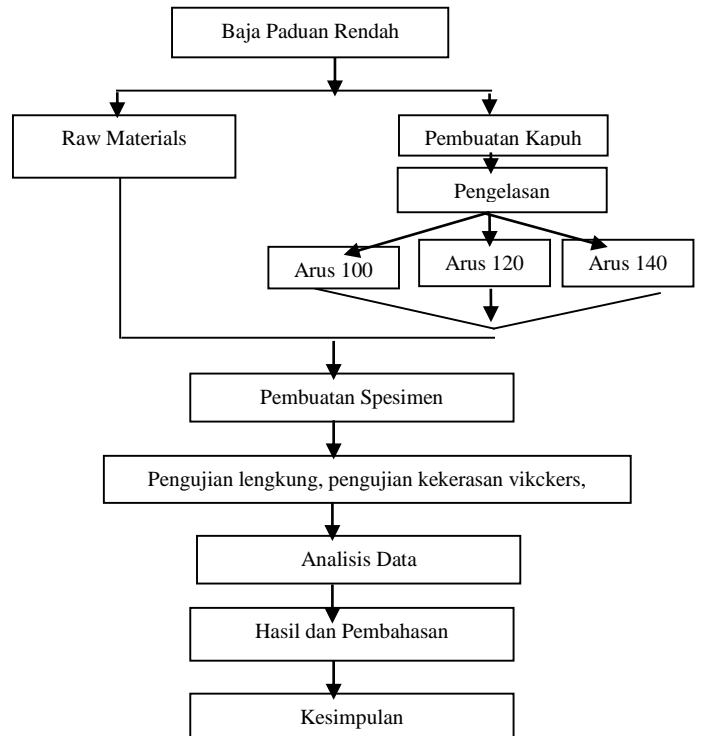 Baja Paduan Rendah
Raw Materials
Pembuatan Kapuh
Pengelasan
Arus 100
Arus 120
Arus 140
Pembuatan Spesimen
Pengujian lengkung, pengujian kekerasan vikckers,
Analisis Data
Hasil dan Pembahasan
Kesimpulan